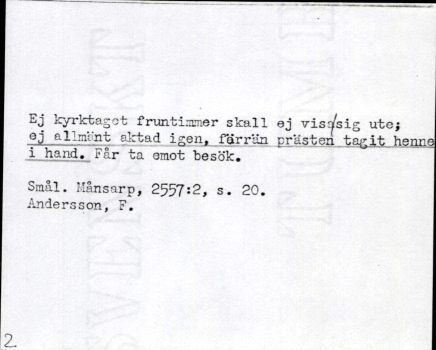 Ej kyrktaget fruntimmer skall ej visa sig ute;
ej allmänt aktad igen, förrän prästen tagit henne
i hand. Får ta emot besök.
Smål. Månsarp, 2557:2, s. 20.
Andersson, F.
2.